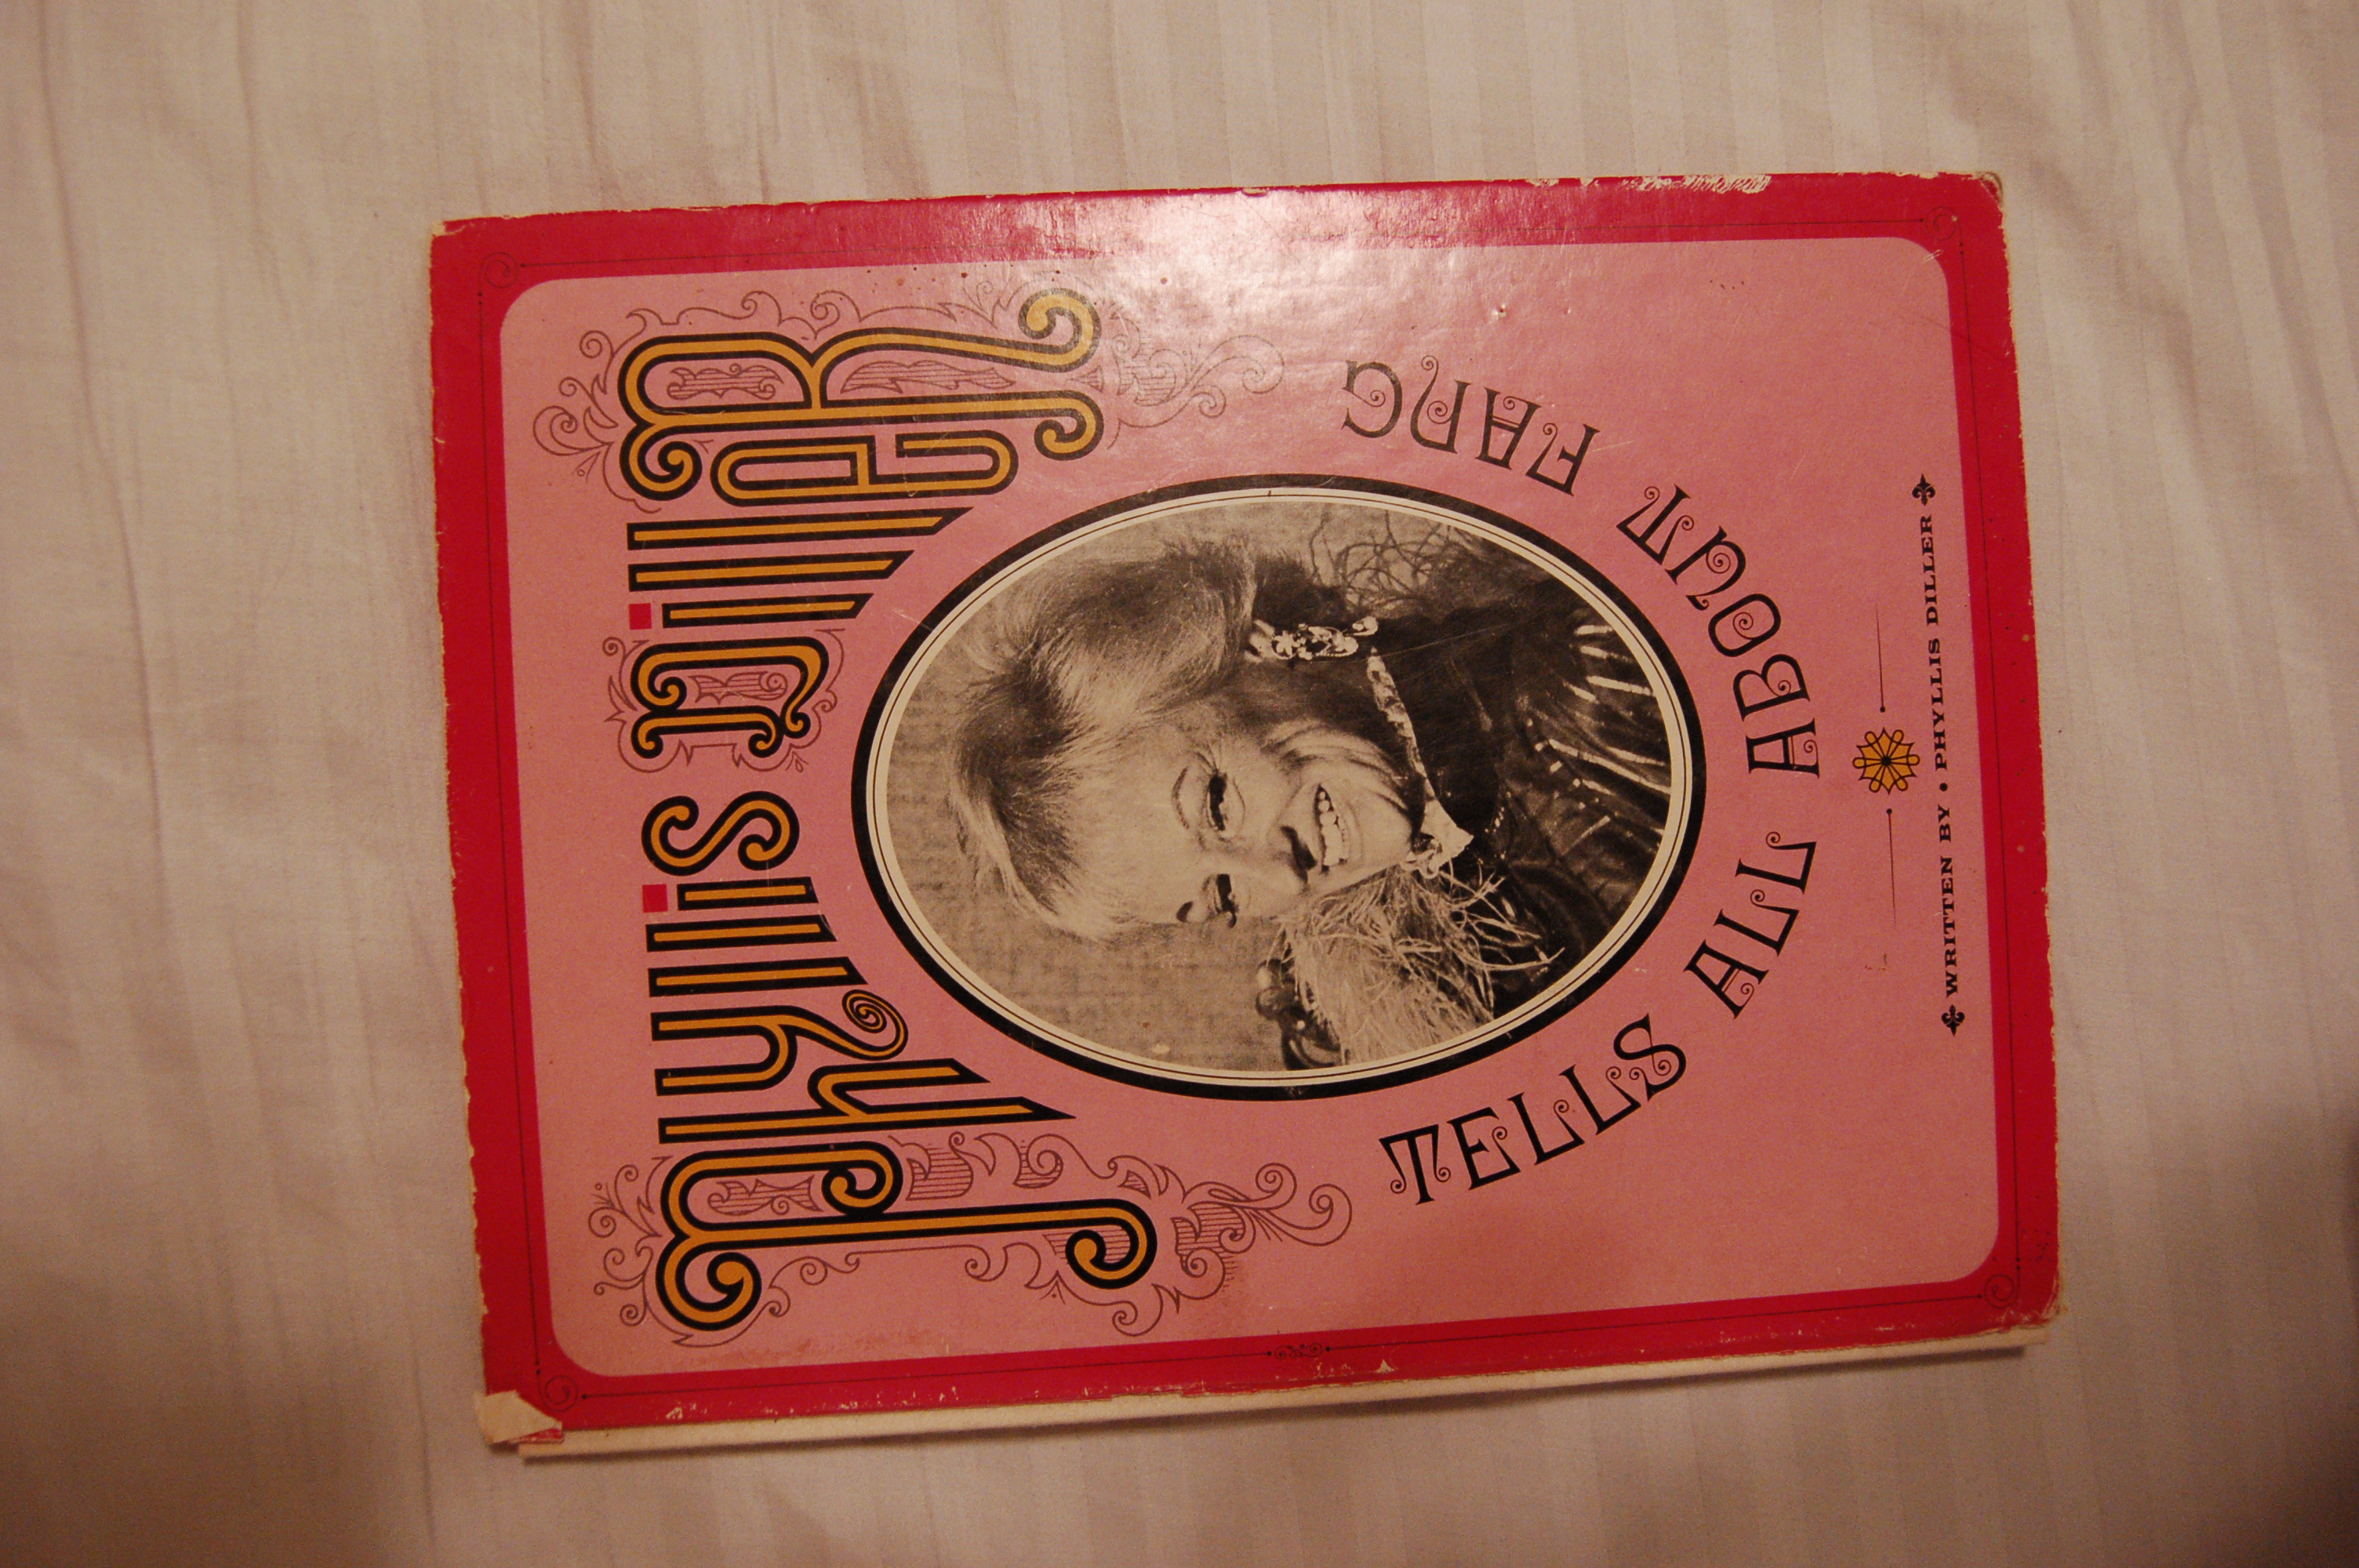 phyllis diller
TELLS ALL ABOUT FANG
WRITTEN BY • PHYLLIS DILLER